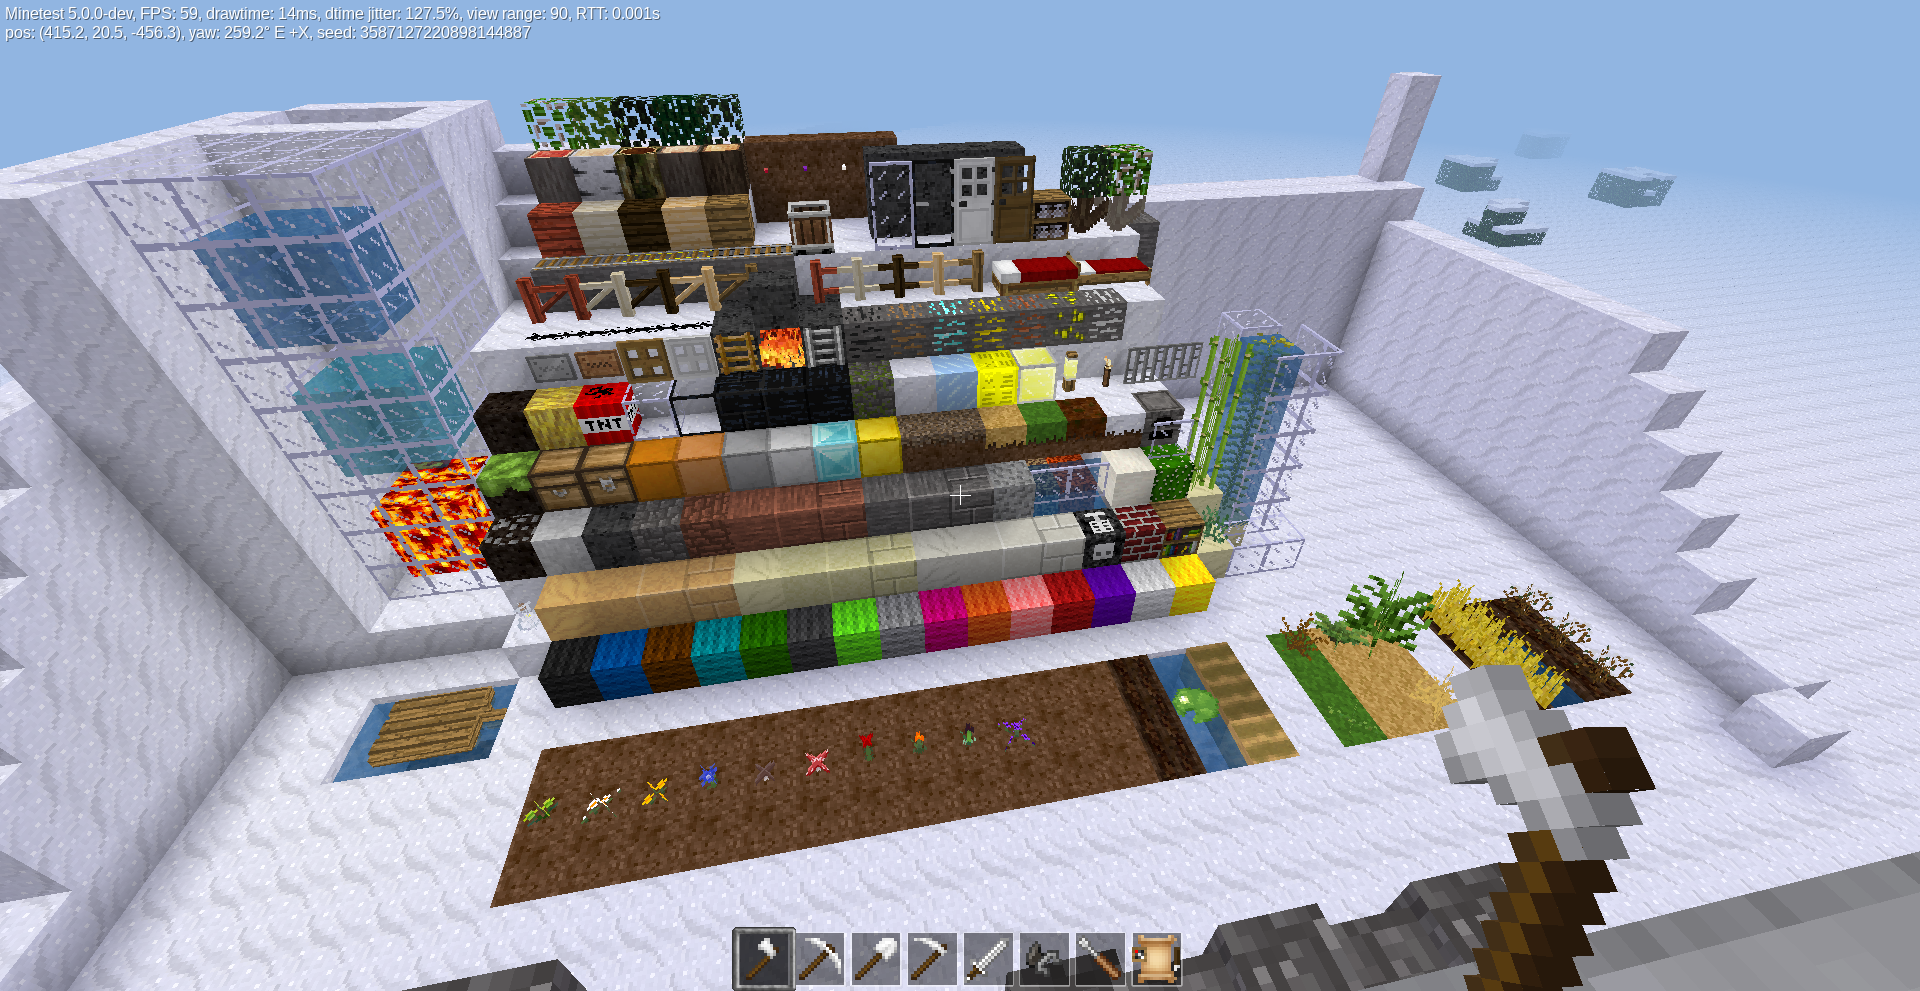 Minetest 5.0.0-dev, FPS: 59, drawtime: 14ms, dtime jitter: 127.5%, view range: 90, RTT: 0.001s
pos: (415.2, 20.5, -456.3), yaw: 259.2° E +X, seed: 3587127220898144887
TNT